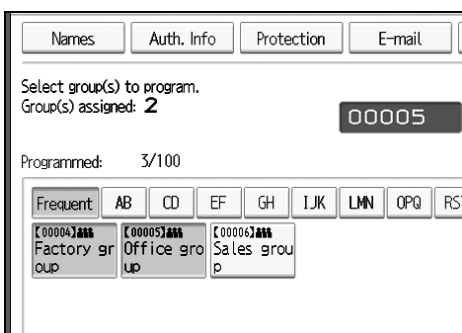 Names Auth. Info Protection E-mail
Select group(s) to program.
Group(s) assigned: 2
00005
Programmed: 3/100
Frequent AB CD EF GH IJK LMN OPQ RS
【00004】 【00005】 【00006】
Factory gr Office gro Sales grou
oup up p